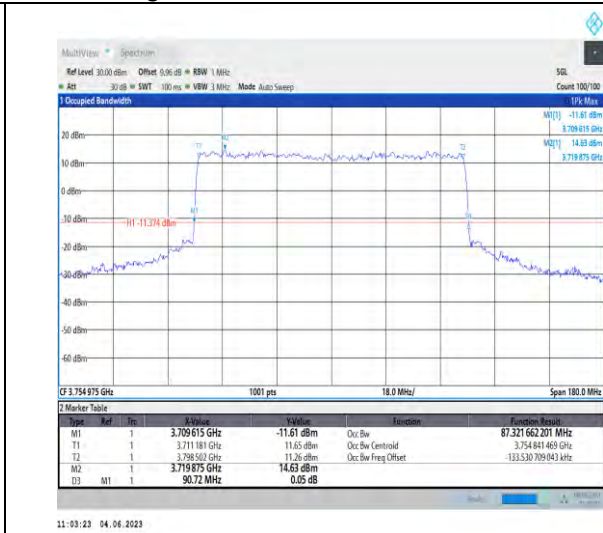 MultiView Spectrum
Ref Level 30.00 dBm Offset 9.96 dB RBW 1 MHz SGL
Att 30 dB SWT 100 ms VBW 3 MHz Mode Auto Sweep Count 100/100
1 Occupied Bandwidth 1Pk Max
M1[1] -11.61 dBm
3.709 615 GHz
M2[1] 14.63 dBm
3.719 875 GHz
20 dBm
10 dBm
0 dBm
-10 dBm
-20 dBm
-30 dBm
-40 dBm
-50 dBm
-60 dBm
M2
T1
T2
M1
H1 -11.374 dBm
CF 3.754 975 GHz 1001 pts 18.0 MHz/ Span 180.0 MHz
2 Marker Table
Type Ref Trc X-Value Y-Value Function Function Result
M1 1 3.709 615 GHz -11.61 dBm Occ Bw 87.321 662 201 MHz
T1 1 3.711 181 GHz 11.65 dBm Occ Bw Centroid 3.754 841 469 GHz
T2 1 3.798 502 GHz 11.26 dBm Occ Bw Freq Offset -133.530 709 043 kHz
M2 1 3.719 875 GHz 14.63 dBm
D3 M1 1 90.72 MHz 0.05 dB
11:03:23 04.06.2023